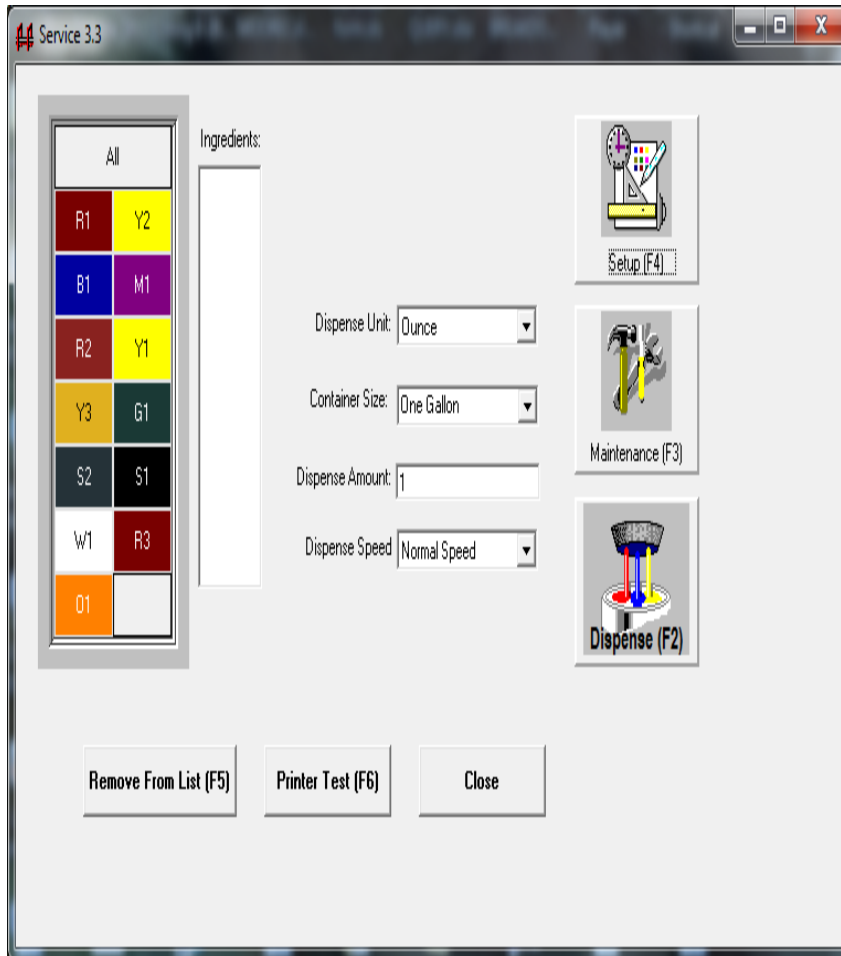 Service 3.3
All
Ingredients:
R1 Y2
B1 M1
R2 Y1
Y3 G1
S2 S1
W1 R3
O1
Dispense Unit: Ounce
Container Size: One Gallon
Dispense Amount: 1
Dispense Speed Normal Speed
Setup (F4)
Maintenance (F3)
Dispense (F2)
Remove From List (F5) Printer Test (F6) Close